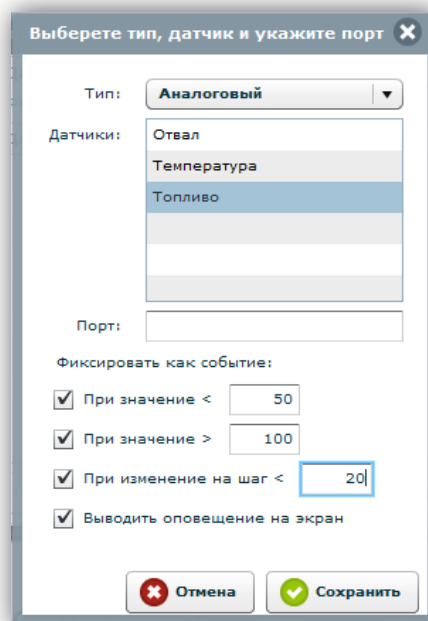 Выберете тип, датчик и укажите порт
Тип: Аналоговый
Датчики: Отвал
Температура
Топливо
Порт:
Фиксировать как событие:
При значение < 50
При значение > 100
При изменение на шаг < 20
Выводить оповещение на экран
Отмена Сохранить